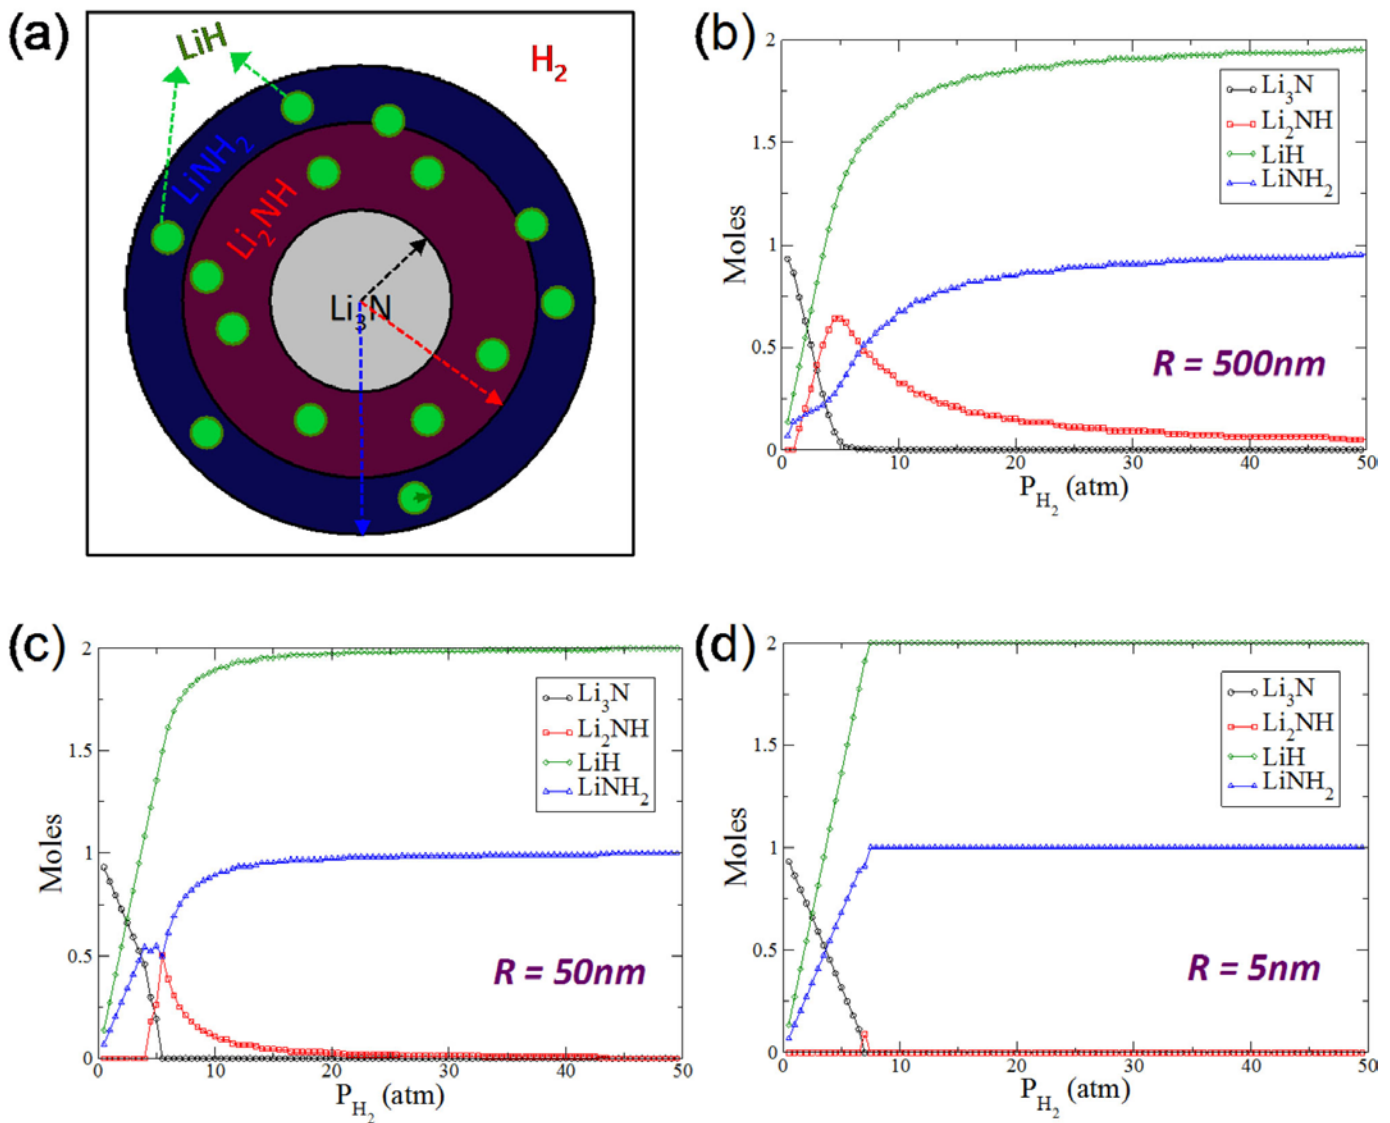 (a)
LiH
H₂
LiNH₂
Li₂NH
Li₃N
(b)
2
1.5
1
0.5
0
Moles
Li₃N
Li₂NH
LiH
LiNH₂
R = 500nm
0 10 20 30 40 50
P_H₂ (atm)
(c)
2
1.5
1
0.5
0
Moles
Li₃N
Li₂NH
LiH
LiNH₂
R = 50nm
0 10 20 30 40 50
P_H₂ (atm)
(d)
2
1.5
1
0.5
0
Moles
Li₃N
Li₂NH
LiH
LiNH₂
R = 5nm
0 10 20 30 40 50
P_H₂ (atm)